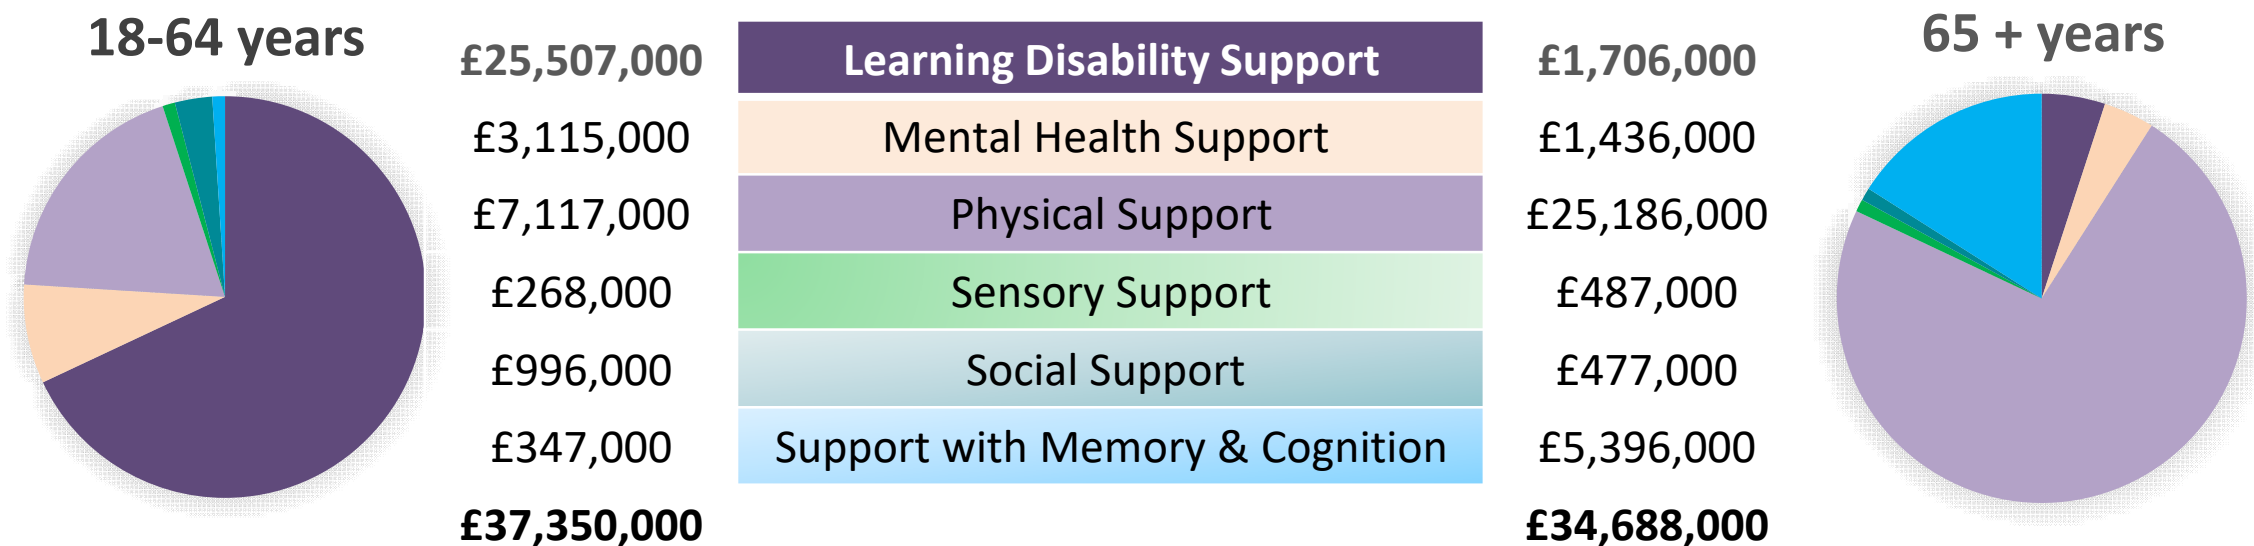 18-64 years
65 + years
£25,507,000 Learning Disability Support £1,706,000
£3,115,000 Mental Health Support £1,436,000
£7,117,000 Physical Support £25,186,000
£268,000 Sensory Support £487,000
£996,000 Social Support £477,000
£347,000 Support with Memory & Cognition £5,396,000
£37,350,000 £34,688,000